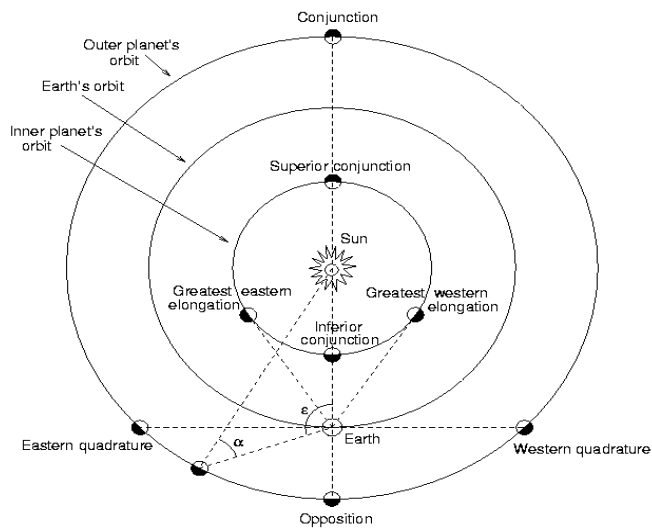 Conjunction
Outer planet's
orbit
Earth's orbit
Inner planet's
orbit
Superior conjunction
Sun
Greatest eastern
elongation
Greatest western
elongation
Inferior
conjunction
ε
α
Earth
Eastern quadrature
Western quadrature
Opposition